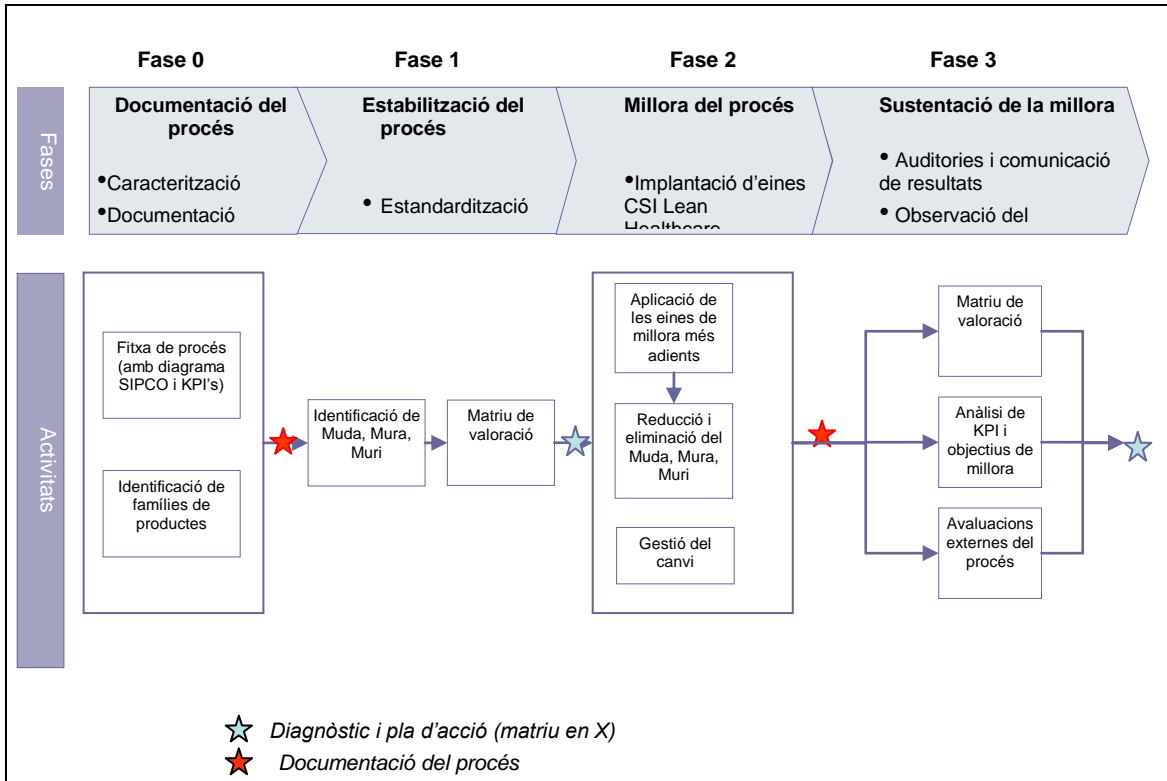 Fase 0
Fase 1
Fase 2
Fase 3
Fases
Documentació del
procés
•Caracterització
•Documentació
Estabilització del
procés
• Estandardització
Millora del procés
•Implantació d'eines
CSI Lean
Healthcare
Sustentació de la millora
• Auditories i comunicació
de resultats
• Observació del
Activitats
Fitxa de procés
(amb diagrama
SIPCO i KPI's)
Identificació de
famílies de
productes
Identificació de
Muda, Mura,
Muri
Matriu de
valoració
Aplicació de
les eines de
millora més
adients
Reducció i
eliminació del
Muda, Mura,
Muri
Gestió del
canvi
Matriu de
valoració
Anàlisi de
KPI i
objectius de
millora
Avaluacions
externes del
procés
Diagnòstic i pla d'acció (matriu en X)
Documentació del procés